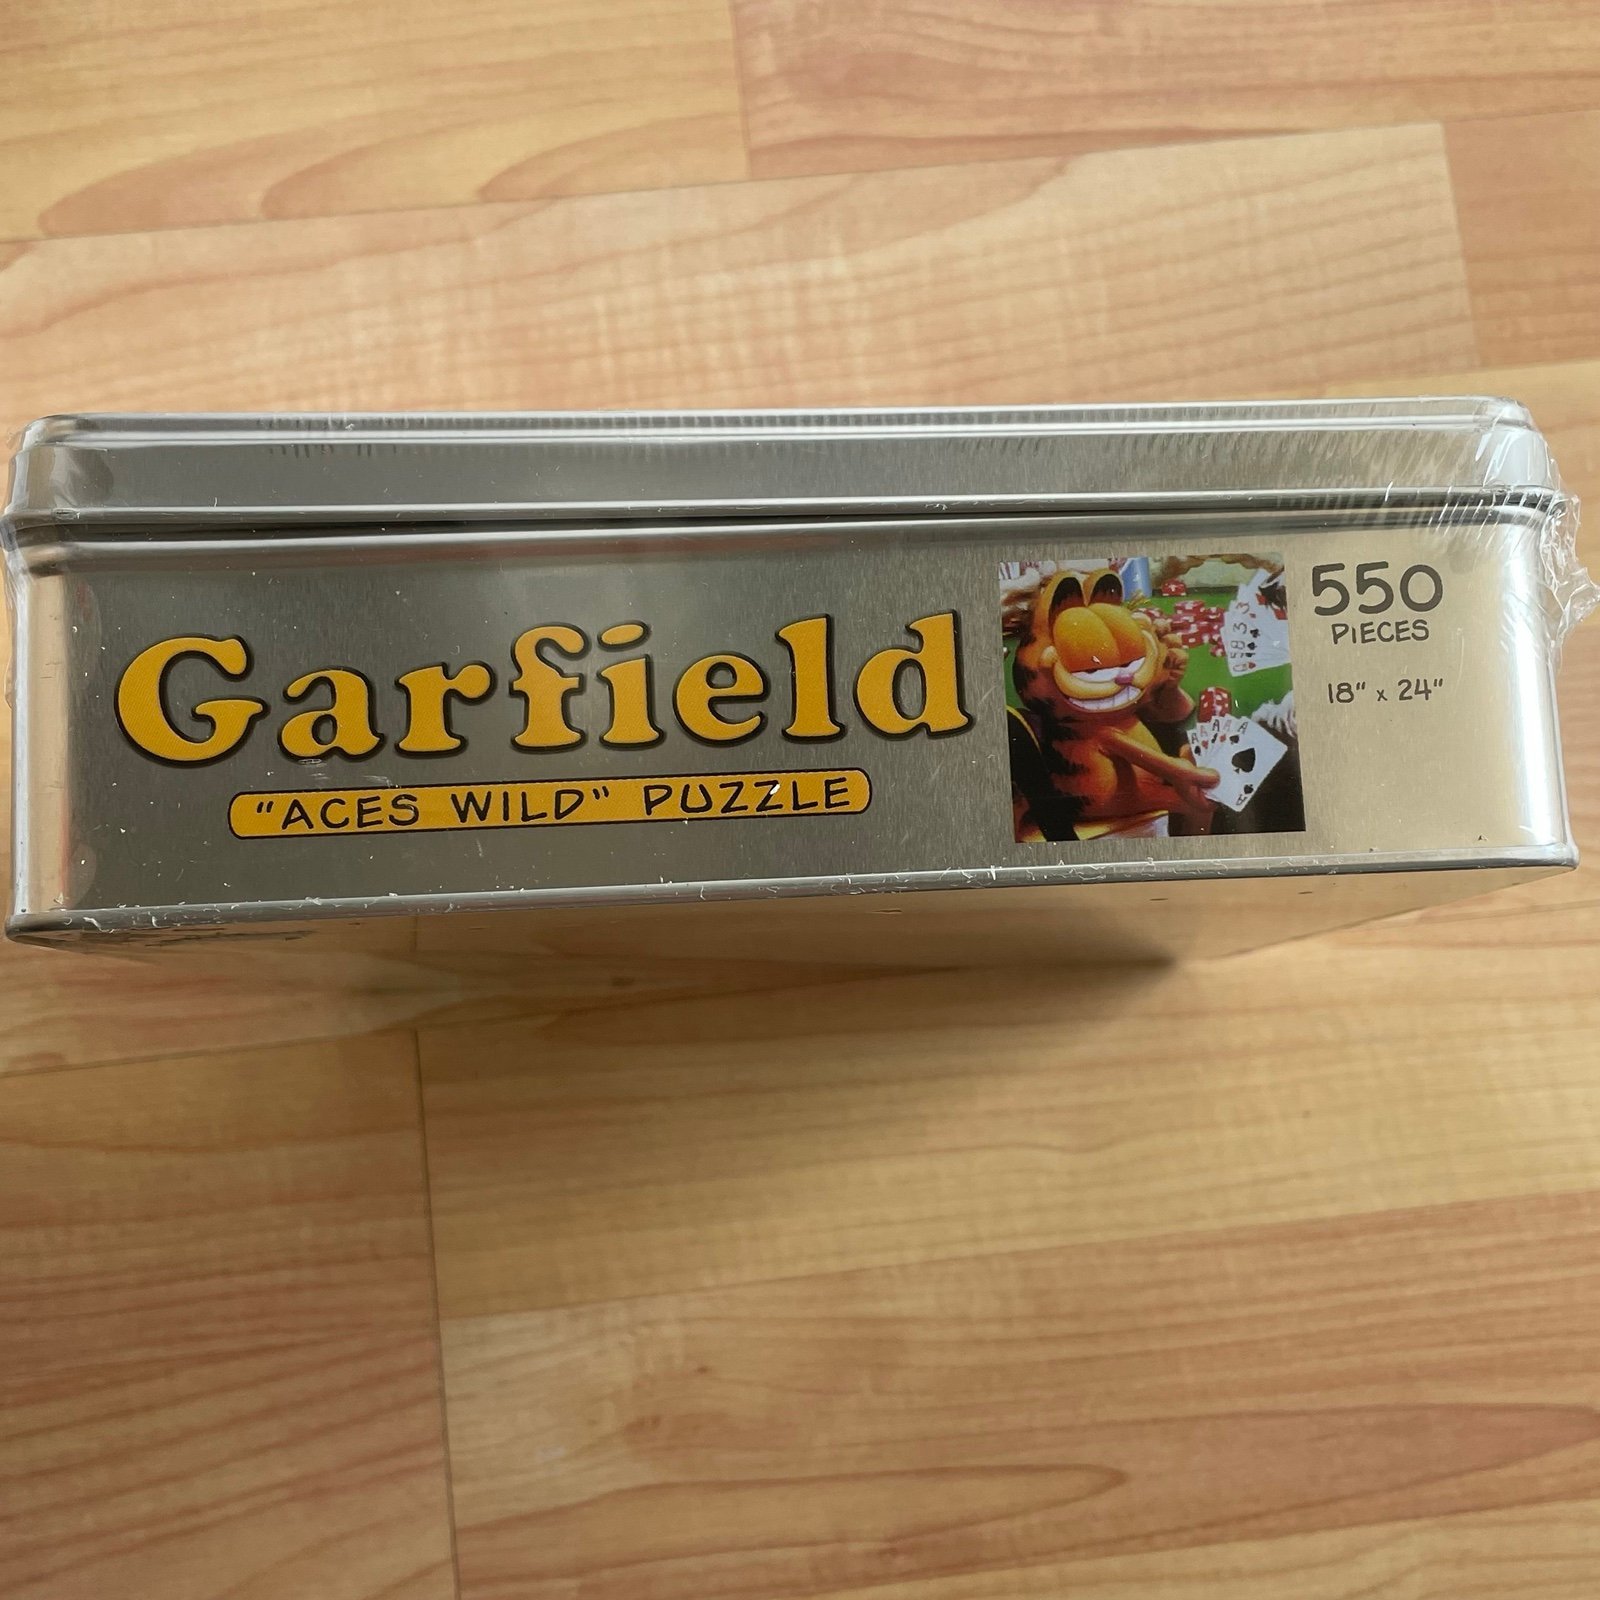 Garfield
"ACES WILD" PUZZLE
550
PIECES
18" x 24"